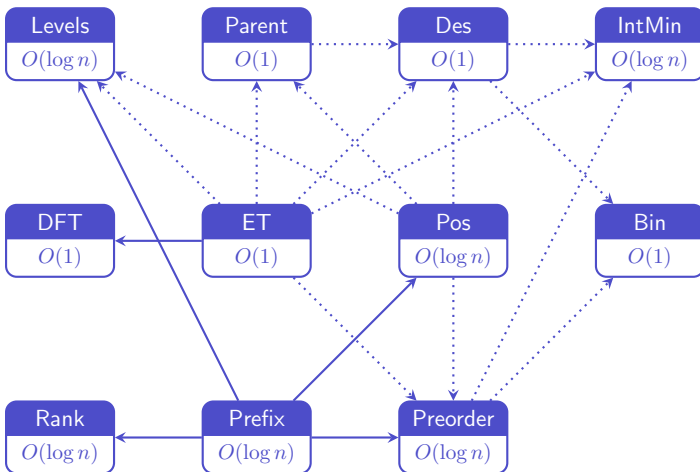 Levels
O(log n)
Parent
O(1)
Des
O(1)
IntMin
O(log n)
DFT
O(1)
ET
O(1)
Pos
O(log n)
Bin
O(1)
Rank
O(log n)
Prefix
O(log n)
Preorder
O(log n)